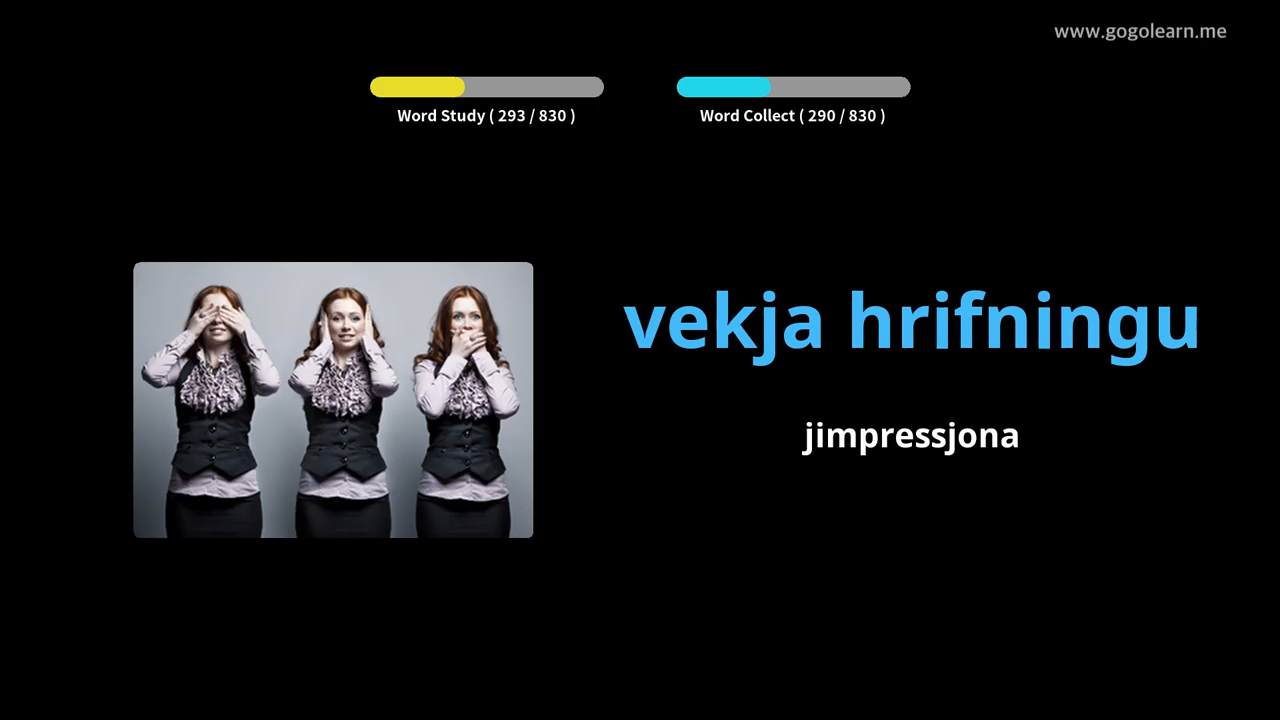 www.gogolearn.me
Word Study ( 293 / 830 )
Word Collect ( 290 / 830 )
vekja hrifningu
jimpressjona